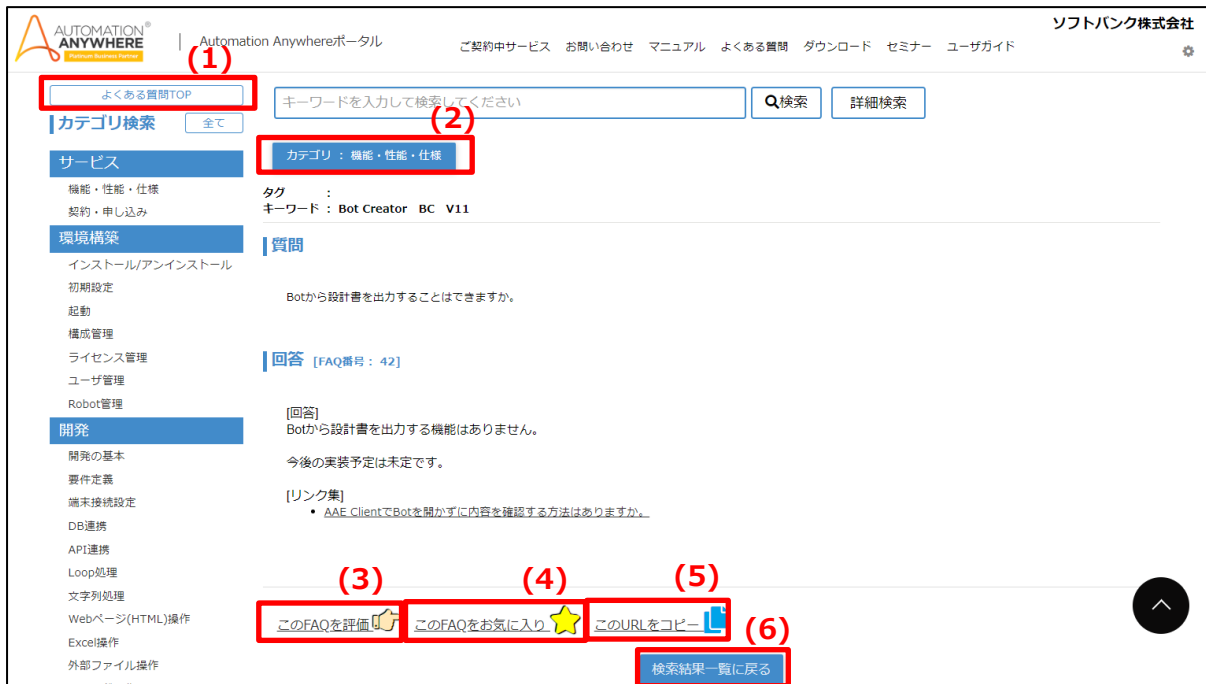 AUTOMATION®
ANYWHERE
Platinum Business Partner
Automation Anywhereポータル
ソフトバンク株式会社
ご契約中サービス お問い合わせ マニュアル よくある質問 ダウンロード セミナー ユーザガイド
(1)
よくある質問TOP
キーワードを入力して検索してください
検索
詳細検索
カテゴリ検索
全て
(2)
カテゴリ : 機能・性能・仕様
サービス
機能・性能・仕様
契約・申し込み
環境構築
インストール/アンインストール
初期設定
起動
構成管理
ライセンス管理
ユーザ管理
Robot管理
開発
開発の基本
要件定義
端末接続設定
DB連携
API連携
Loop処理
文字列処理
Webページ(HTML)操作
Excel操作
外部ファイル操作
タグ :
キーワード : Bot Creator BC V11
質問
Botから設計書を出力することはできますか。
回答 [FAQ番号 : 42]
[回答]
Botから設計書を出力する機能はありません。
今後の実装予定は未定です。
[リンク集]
• AAE ClientでBotを開かずに内容を確認する方法はありますか。
(3)
(4)
(5)
このFAQを評価
このFAQをお気に入り
このURLをコピー
(6)
検索結果一覧に戻る